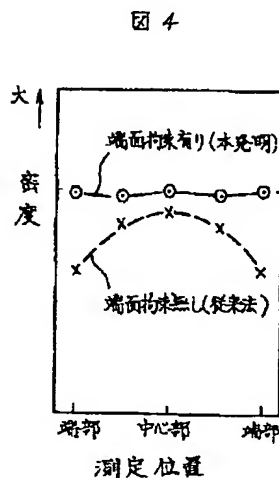 図 4
大
端面拘束有り(本発明)
密度
端面拘束無し(従来法)
端部 中心部 端部
測定位置